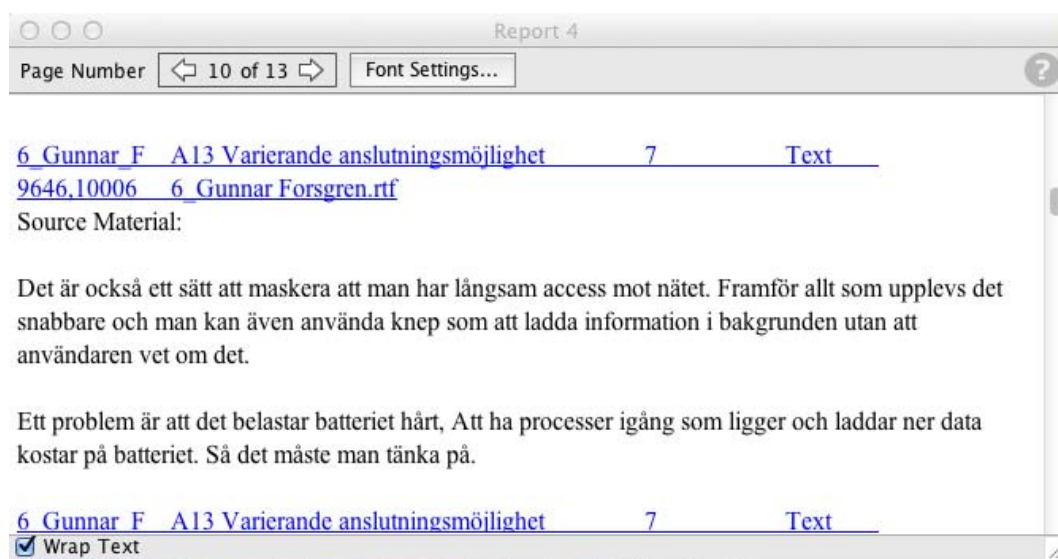 Report 4
Page Number 10 of 13 Font Settings... ?
6_Gunnar_F A13 Varierande anslutningsmöjlighet 7 Text
9646,10006 6_Gunnar Forsgren.rtf
Source Material:
Det är också ett sätt att maskera att man har långsam access mot nätet. Framför allt som upplevs det
snabbare och man kan även använda knep som att ladda information i bakgrunden utan att
användaren vet om det.
Ett problem är att det belastar batteriet hårt, Att ha processer igång som ligger och laddar ner data
kostar på batteriet. Så det måste man tänka på.
6_Gunnar_F A13 Varierande anslutningsmöjlighet 7 Text
Wrap Text